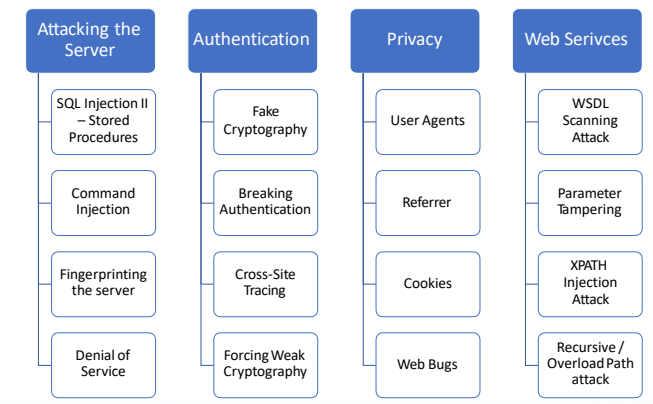 Attacking the
Server
SQL Injection II
– Stored
Procedures
Command
Injection
Fingerprinting
the server
Denial of
Service
Authentication
Fake
Cryptography
Breaking
Authentication
Cross-Site
Tracing
Forcing Weak
Cryptography
Privacy
User Agents
Referrer
Cookies
Web Bugs
Web Serivces
WSDL
Scanning
Attack
Parameter
Tampering
XPATH
Injection
Attack
Recursive /
Overload Path
attack